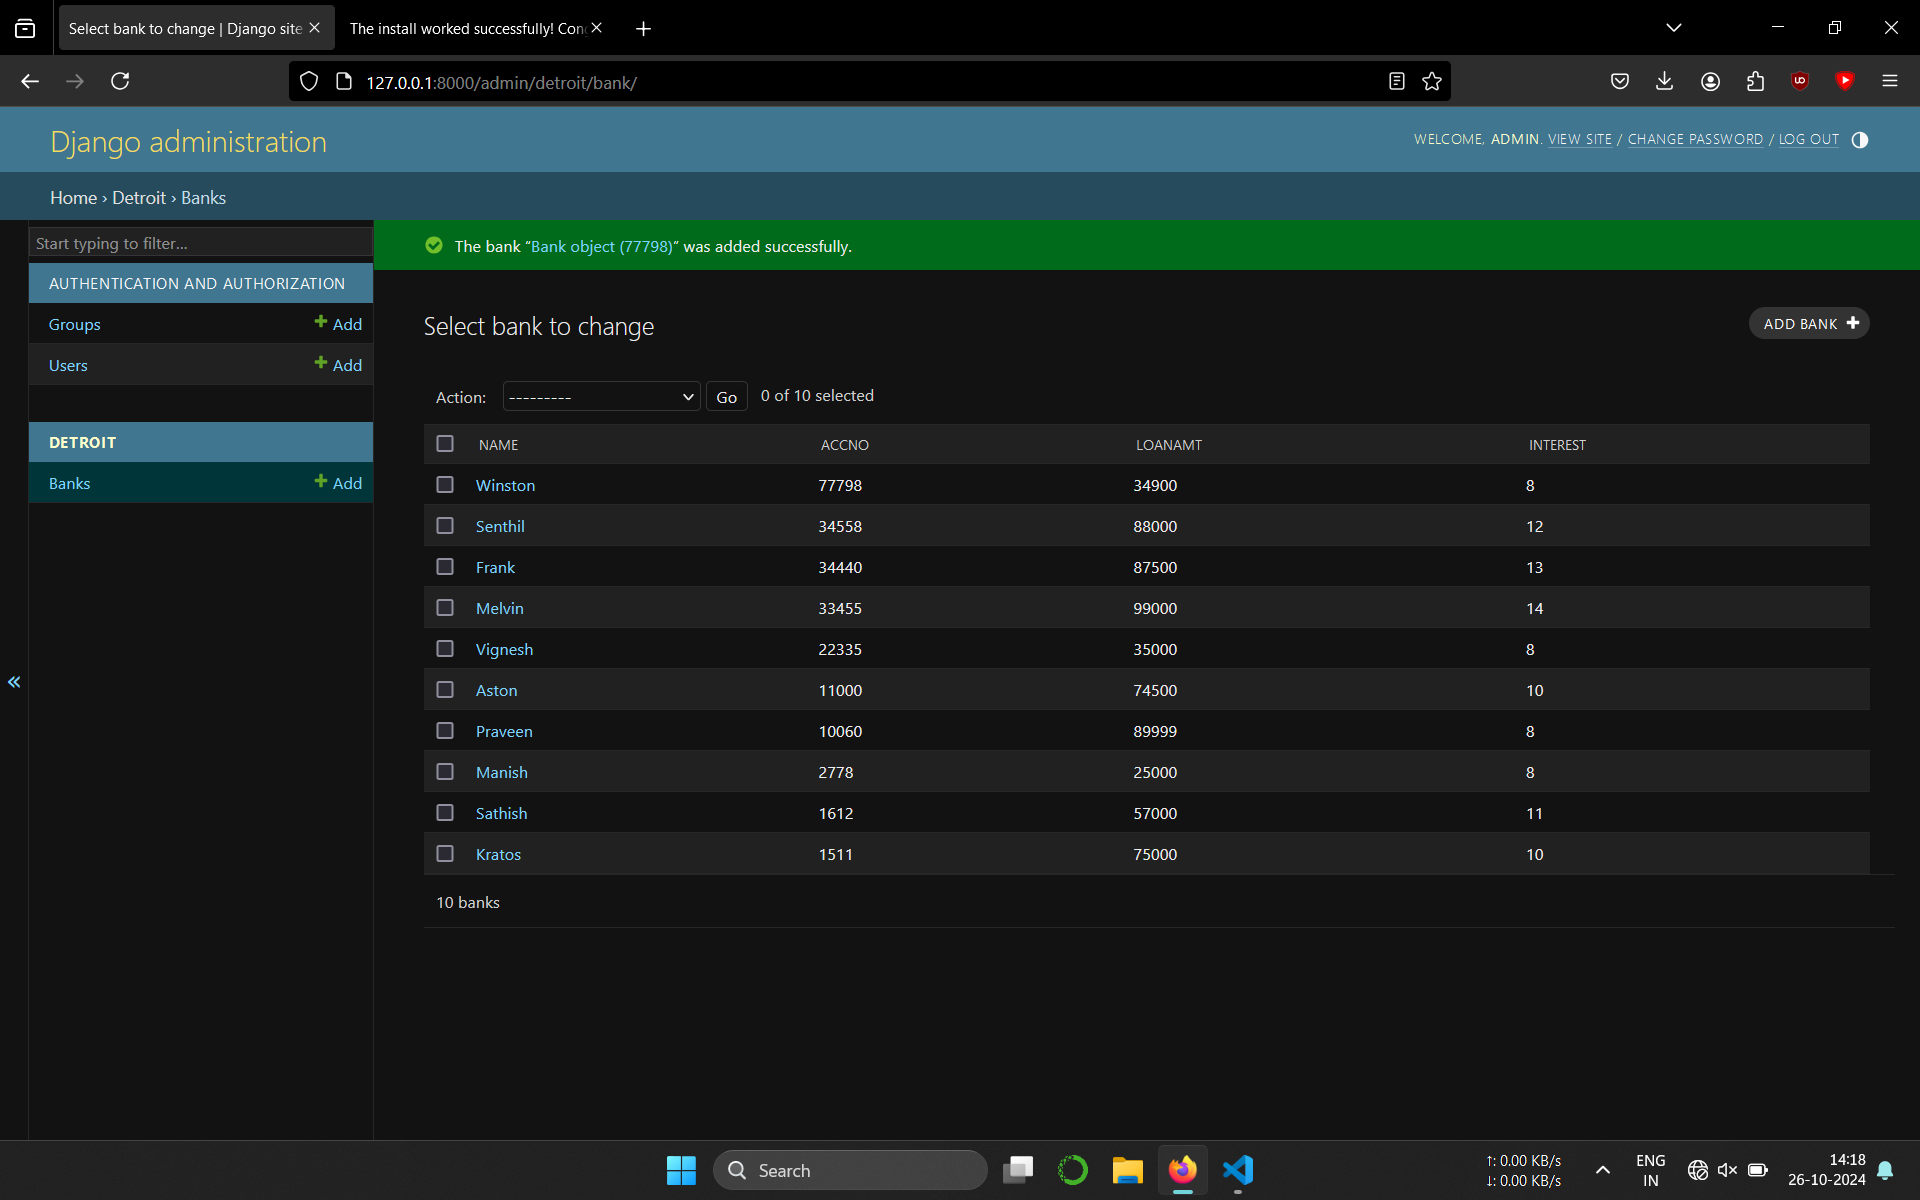 Select bank to change | Django site
The install worked successfully! Con
127.0.0.1:8000/admin/detroit/bank/
Django administration
WELCOME, ADMIN. VIEW SITE / CHANGE PASSWORD / LOG OUT
Home › Detroit › Banks
Start typing to filter...
AUTHENTICATION AND AUTHORIZATION
Groups + Add
Users + Add
DETROIT
Banks + Add
«
The bank “Bank object (77798)” was added successfully.
Select bank to change
ADD BANK +
Action: --------- Go 0 of 10 selected
NAME ACCNO LOANAMT INTEREST
Winston 77798 34900 8
Senthil 34558 88000 12
Frank 34440 87500 13
Melvin 33455 99000 14
Vignesh 22335 35000 8
Aston 11000 74500 10
Praveen 10060 89999 8
Manish 2778 25000 8
Sathish 1612 57000 11
Kratos 1511 75000 10
10 banks
Search
↑: 0.00 KB/s
↓: 0.00 KB/s
ENG
IN
14:18
26-10-2024